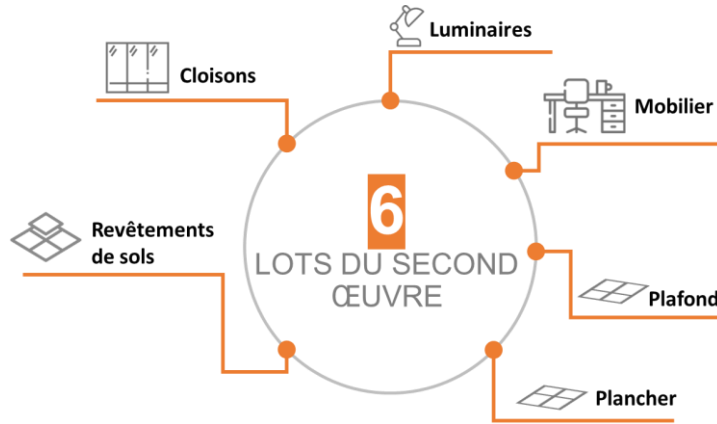 Luminaires
Cloisons
Mobilier
6
LOTS DU SECOND
ŒUVRE
Revêtements
de sols
Plafond
Plancher